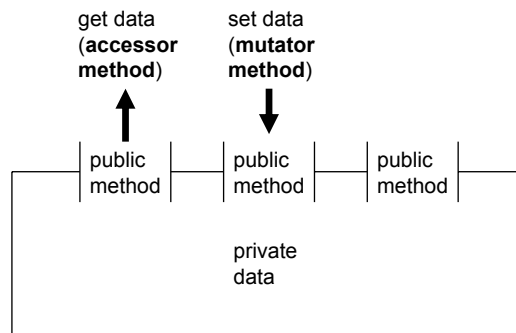 get data
(accessor
method)
set data
(mutator
method)
public
method
public
method
public
method
private
data